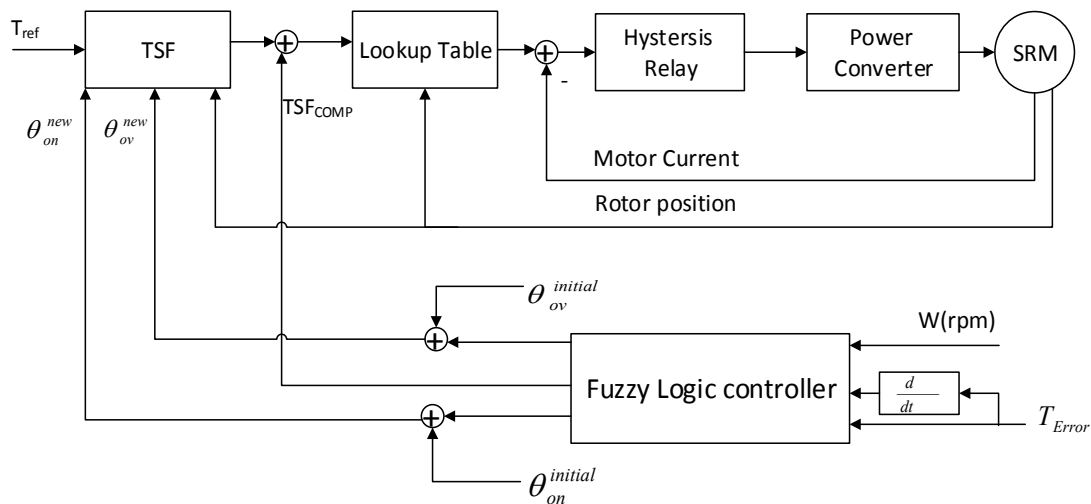 T_ref
TSF
+
Lookup Table
+
-
Hystersis
Relay
Power
Converter
SRM
θ_on^new
θ_ov^new
TSF_COMP
Motor Current
Rotor position
θ_ov^initial
+
W(rpm)
Fuzzy Logic controller
d
dt
+
T_Error
θ_on^initial